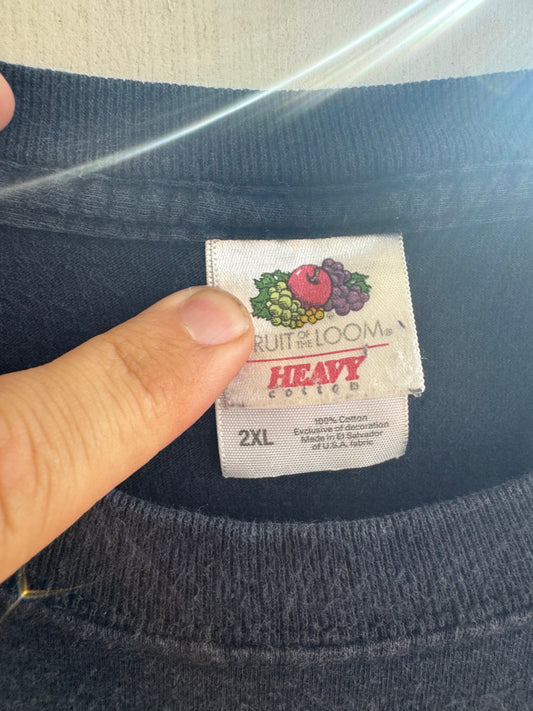 RUIT OF THE LOOM®
HEAVY
cotton
2XL
100% Cotton
Exclusive of decoration
Made in El Salvador
of U.S.A. fabric